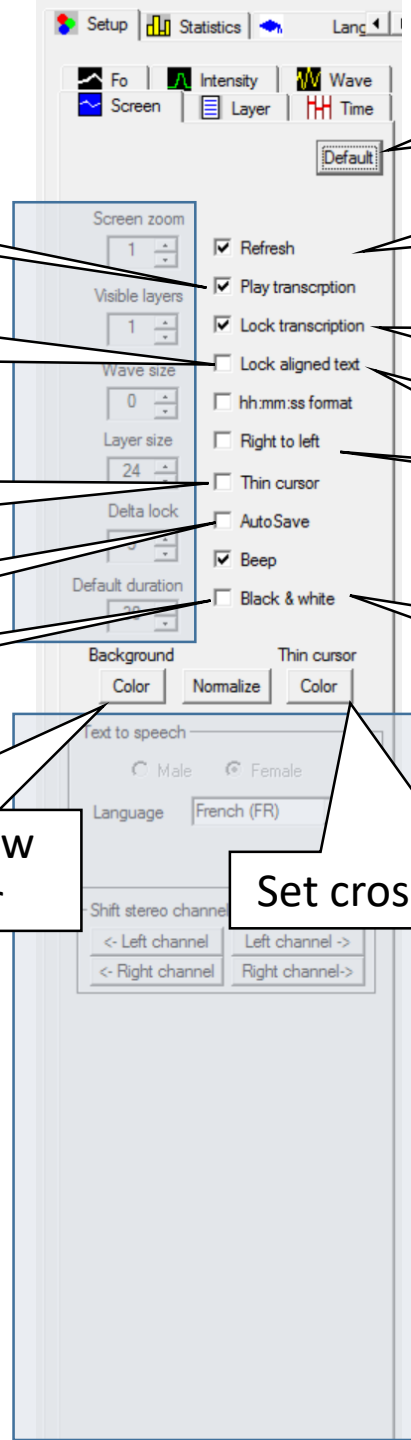 Setup Statistics Lang
Fo Intensity Wave
Screen Layer Time
Default
Screen zoom
1
Refresh
Visible layers
Play transcrption
1
Lock transcription
Wave size
Lock aligned text
0
hh:mm:ss format
Layer size
Right to left
24
Thin cursor
Delta lock
AutoSave
Beep
Default duration
Black & white
Background Thin cursor
Color Normalize Color
Text to speech
Male Female
Language French (FR)
w
Set cros
Shift stereo channel
<- Left channel Left channel ->
<- Right channel Right channel->